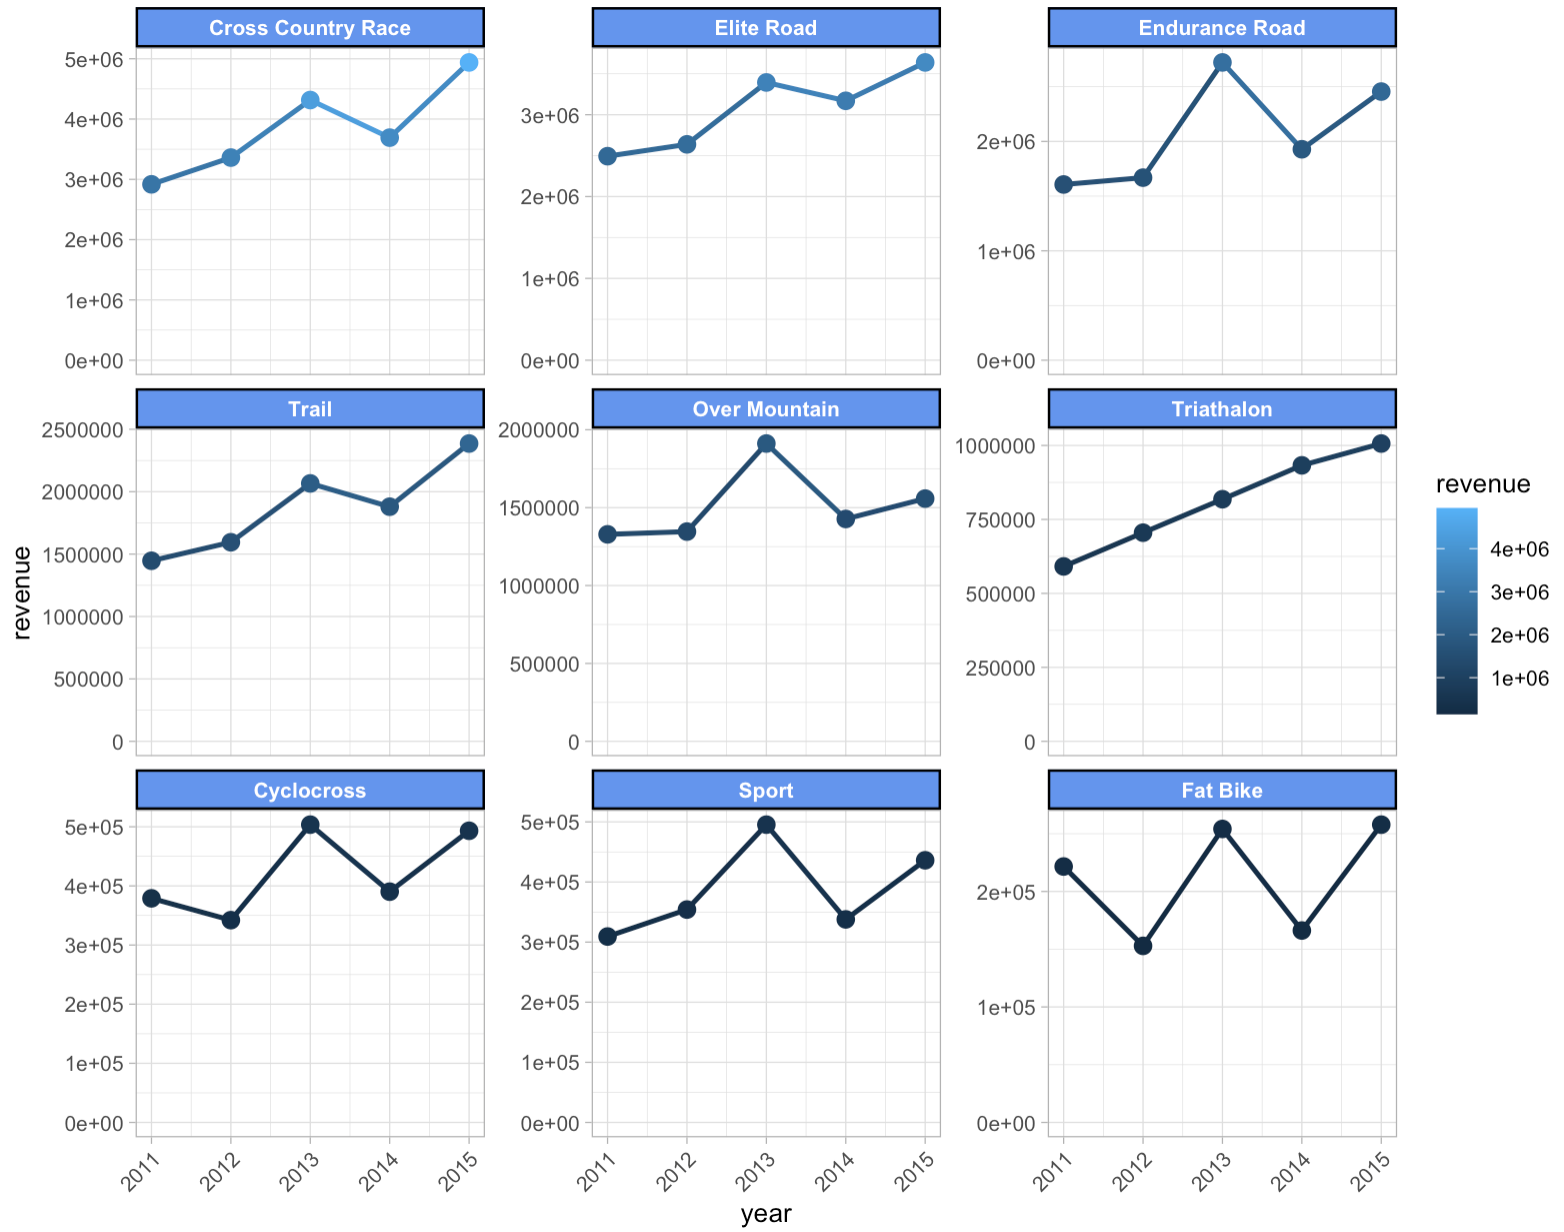 Cross Country Race
Elite Road
Endurance Road
5e+06
4e+06
3e+06
2e+06
1e+06
0e+00
3e+06
2e+06
1e+06
0e+00
2e+06
1e+06
0e+00
Trail
Over Mountain
Triathalon
2500000
2000000
1500000
1000000
500000
0
2000000
1500000
1000000
500000
0
1000000
750000
500000
250000
0
Cyclocross
Sport
Fat Bike
5e+05
4e+05
3e+05
2e+05
1e+05
0e+00
5e+05
4e+05
3e+05
2e+05
1e+05
0e+00
2e+05
1e+05
0e+00
2011 2012 2013 2014 2015
2011 2012 2013 2014 2015
2011 2012 2013 2014 2015
year
revenue
revenue
4e+06
3e+06
2e+06
1e+06